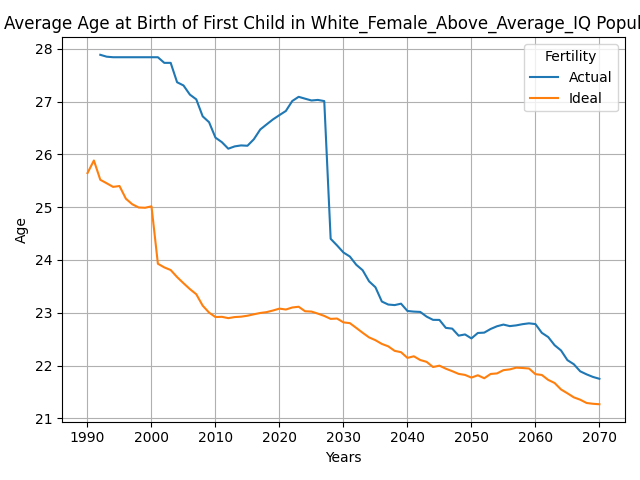 Average Age at Birth of First Child in White_Female_Above_Average_IQ Popul
Fertility
Actual
Ideal
28
27
26
25
24
23
22
21
Age
1990 2000 2010 2020 2030 2040 2050 2060 2070
Years